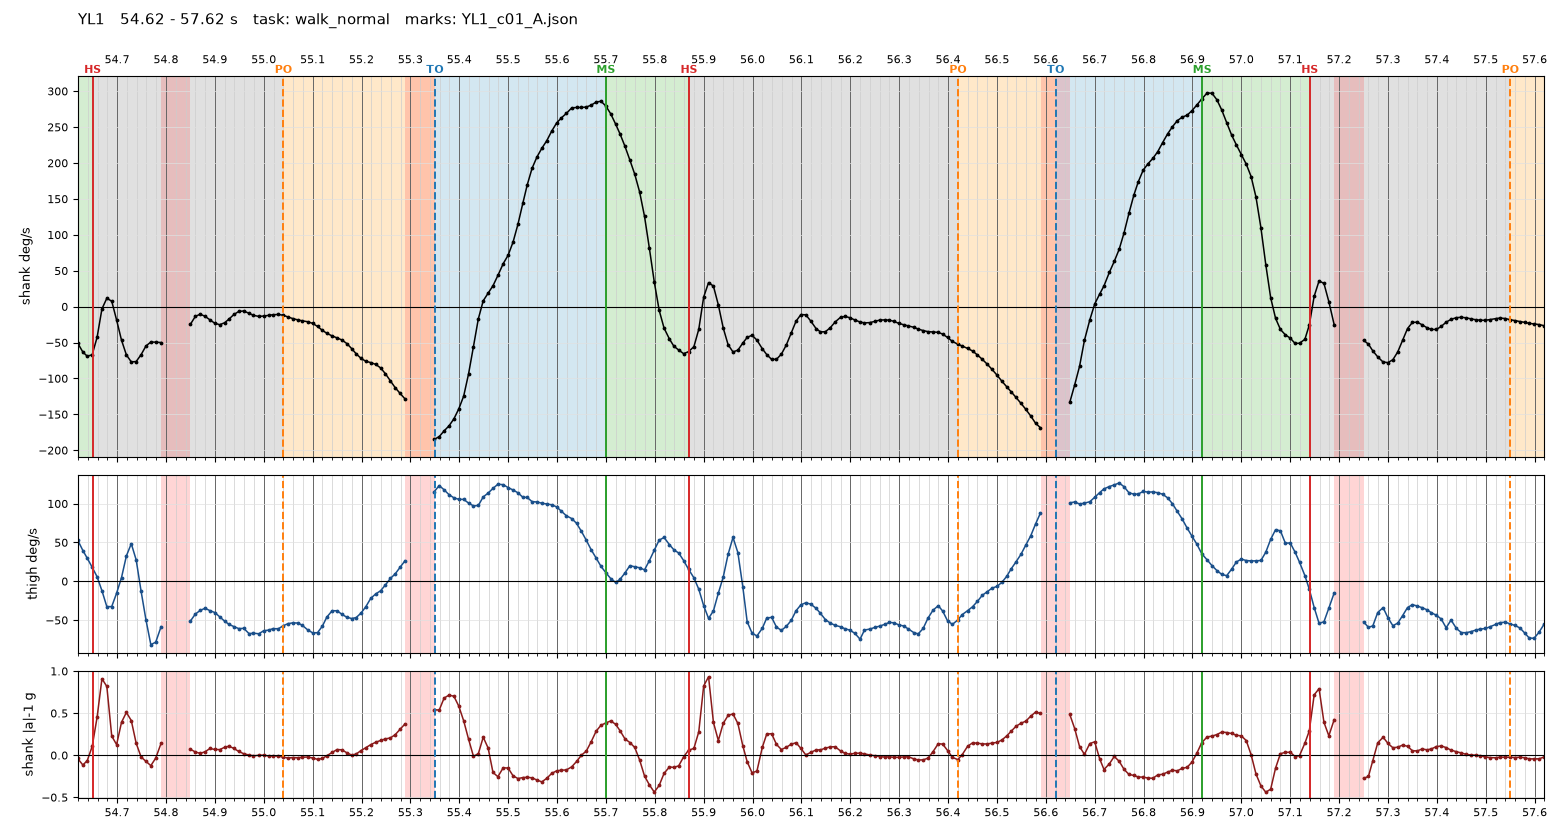 YL1   54.62 - 57.62 s   task: walk_normal   marks: YL1_c01_A.json
54.7 54.8 54.9 55.0 55.1 55.2 55.3 55.4 55.5 55.6 55.7 55.8 55.9 56.0 56.1 56.2 56.3 56.4 56.5 56.6 56.7 56.8 56.9 57.0 57.1 57.2 57.3 57.4 57.5 57.6
HS PO TO MS HS PO TO MS HS PO
shank deg/s
300
250
200
150
100
50
0
−50
−100
−150
−200
thigh deg/s
100
50
0
−50
shank |a|-1 g
1.0
0.5
0.0
−0.5
54.7 54.8 54.9 55.0 55.1 55.2 55.3 55.4 55.5 55.6 55.7 55.8 55.9 56.0 56.1 56.2 56.3 56.4 56.5 56.6 56.7 56.8 56.9 57.0 57.1 57.2 57.3 57.4 57.5 57.6